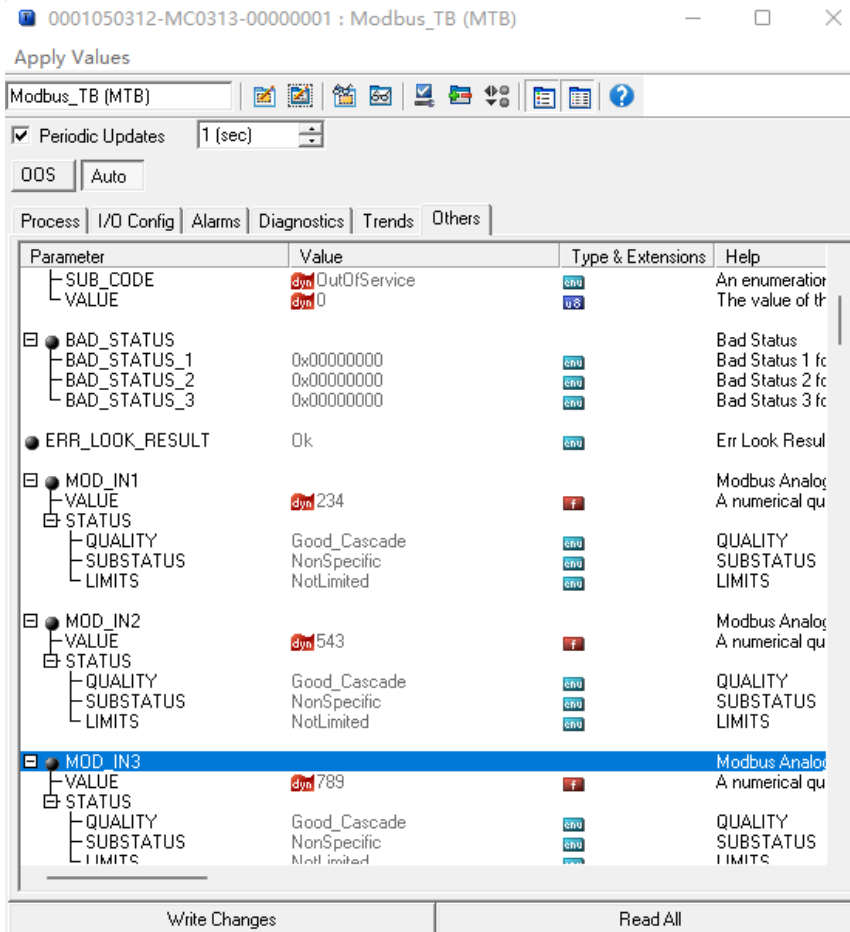 0001050312-MC0313-00000001 : Modbus_TB (MTB)
Apply Values
Modbus_TB (MTB)
Periodic Updates 1 (sec)
OOS Auto
Process I/O Config Alarms Diagnostics Trends Others
Parameter Value Type & Extensions Help
SUB_CODE dyn OutOfService enu An enumeration
VALUE dyn 0 u8 The value of th
BAD_STATUS Bad Status
BAD_STATUS_1 0x00000000 enu Bad Status 1 fo
BAD_STATUS_2 0x00000000 enu Bad Status 2 fo
BAD_STATUS_3 0x00000000 enu Bad Status 3 fo
ERR_LOOK_RESULT Ok enu Err Look Resul
MOD_IN1 Modbus Analog
VALUE dyn 234 f A numerical qu
STATUS
QUALITY Good_Cascade enu QUALITY
SUBSTATUS NonSpecific enu SUBSTATUS
LIMITS NotLimited enu LIMITS
MOD_IN2 Modbus Analog
VALUE dyn 543 f A numerical qu
STATUS
QUALITY Good_Cascade enu QUALITY
SUBSTATUS NonSpecific enu SUBSTATUS
LIMITS NotLimited enu LIMITS
MOD_IN3 Modbus Analog
VALUE dyn 789 f A numerical qu
STATUS
QUALITY Good_Cascade enu QUALITY
SUBSTATUS NonSpecific enu SUBSTATUS
LIMITS NotLimited enu LIMITS
Write Changes Read All